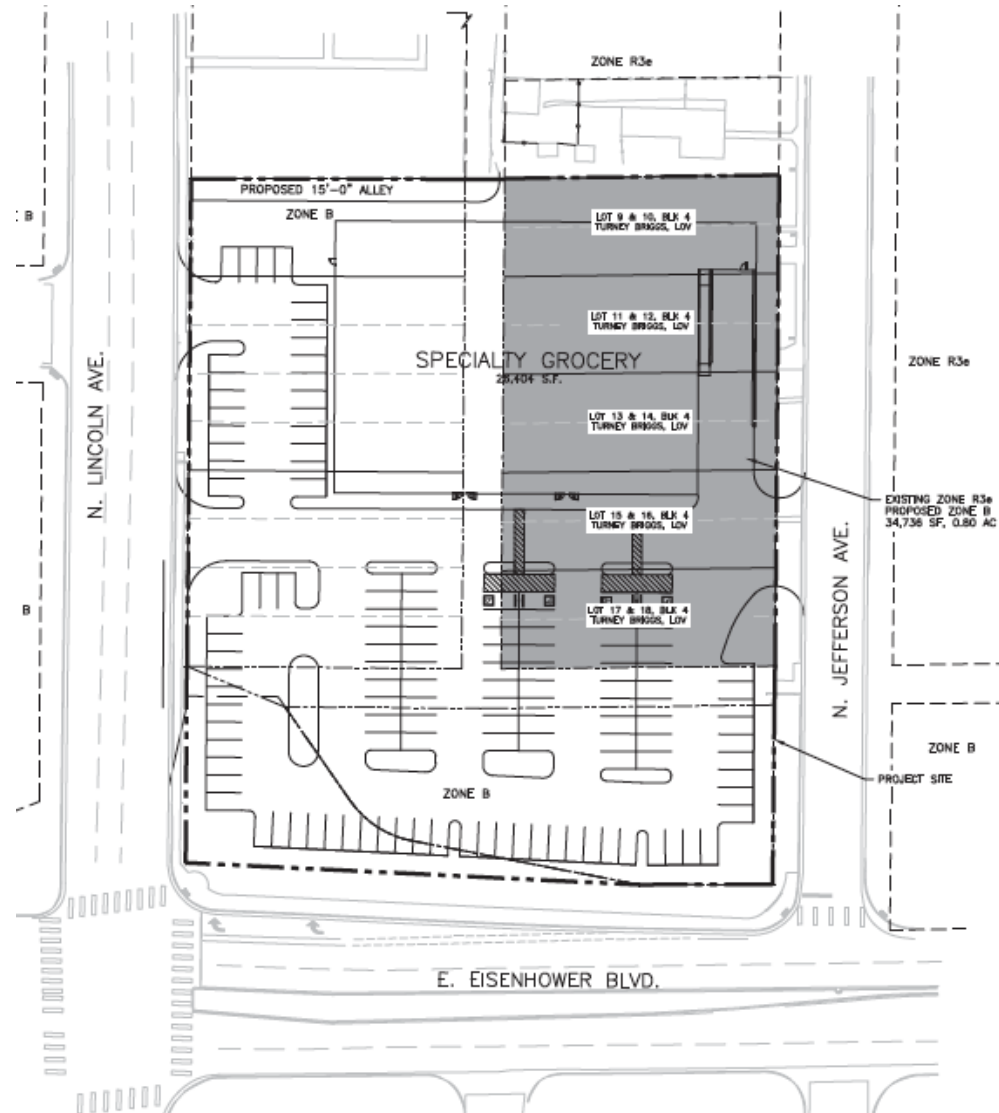 ZONE R3e
PROPOSED 15'-0" ALLEY
ZONE B
B
LOT 9 & 10, BLK 4
TURNEY BRIGGS, LOV
LOT 11 & 12, BLK 4
TURNEY BRIGGS, LOV
SPECIALTY GROCERY
ZONE R3e
N. LINCOLN AVE.
LOT 13 & 14, BLK 4
TURNEY BRIGGS, LOV
EXISTING ZONE R3e
PROPOSED ZONE B
34,736 SF, 0.80 AC
LOT 15 & 16, BLK 4
TURNEY BRIGGS, LOV
B
LOT 17 & 18, BLK 4
TURNEY BRIGGS, LOV
N. JEFFERSON AVE.
ZONE B
PROJECT SITE
ZONE B
E. EISENHOWER BLVD.